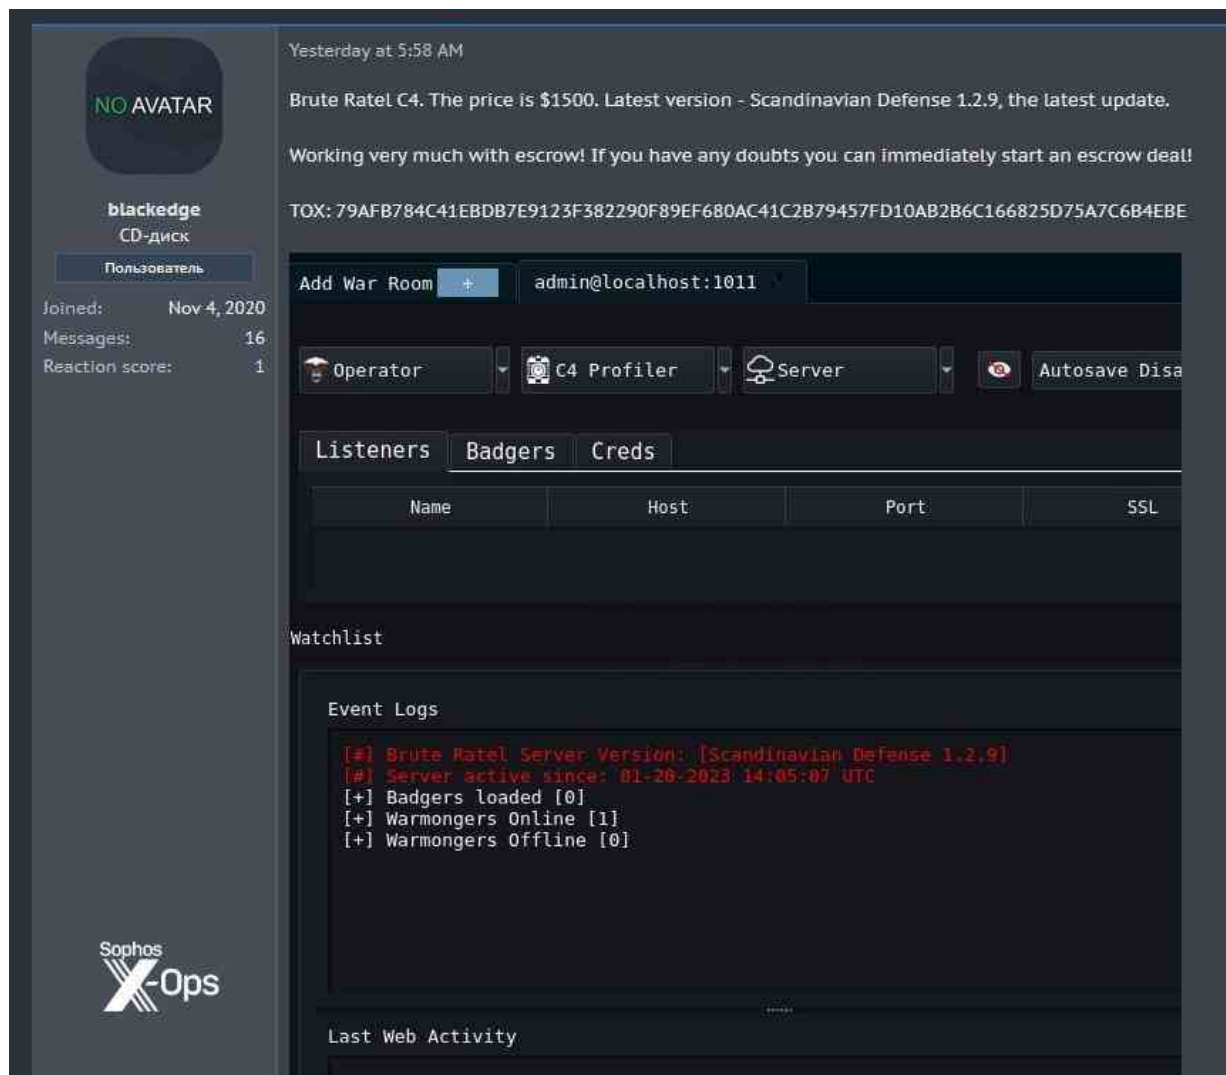 Yesterday at 5:58 AM
NO AVATAR
Brute Ratel C4. The price is $1500. Latest version - Scandinavian Defense 1.2.9, the latest update.
Working very much with escrow! If you have any doubts you can immediately start an escrow deal!
blackedge
CD-диск
Пользователь
Joined: Nov 4, 2020
Messages: 16
Reaction score: 1
TOX: 79AFB784C41EBDB7E9123F382290F89EF680AC41C2B79457FD10AB2B6C166825D75A7C6B4EBE
Add War Room + admin@localhost:1011
Operator C4 Profiler Server Autosave Disa
Listeners Badgers Creds
Name Host Port SSL
Watchlist
Event Logs
[#] Brute Ratel Server Version: [Scandinavian Defense 1.2.9]
[#] Server active since: 01-20-2023 14:05:07 UTC
[+] Badgers loaded [0]
[+] Warmongers Online [1]
[+] Warmongers Offline [0]
Last Web Activity
Sophos
X-Ops